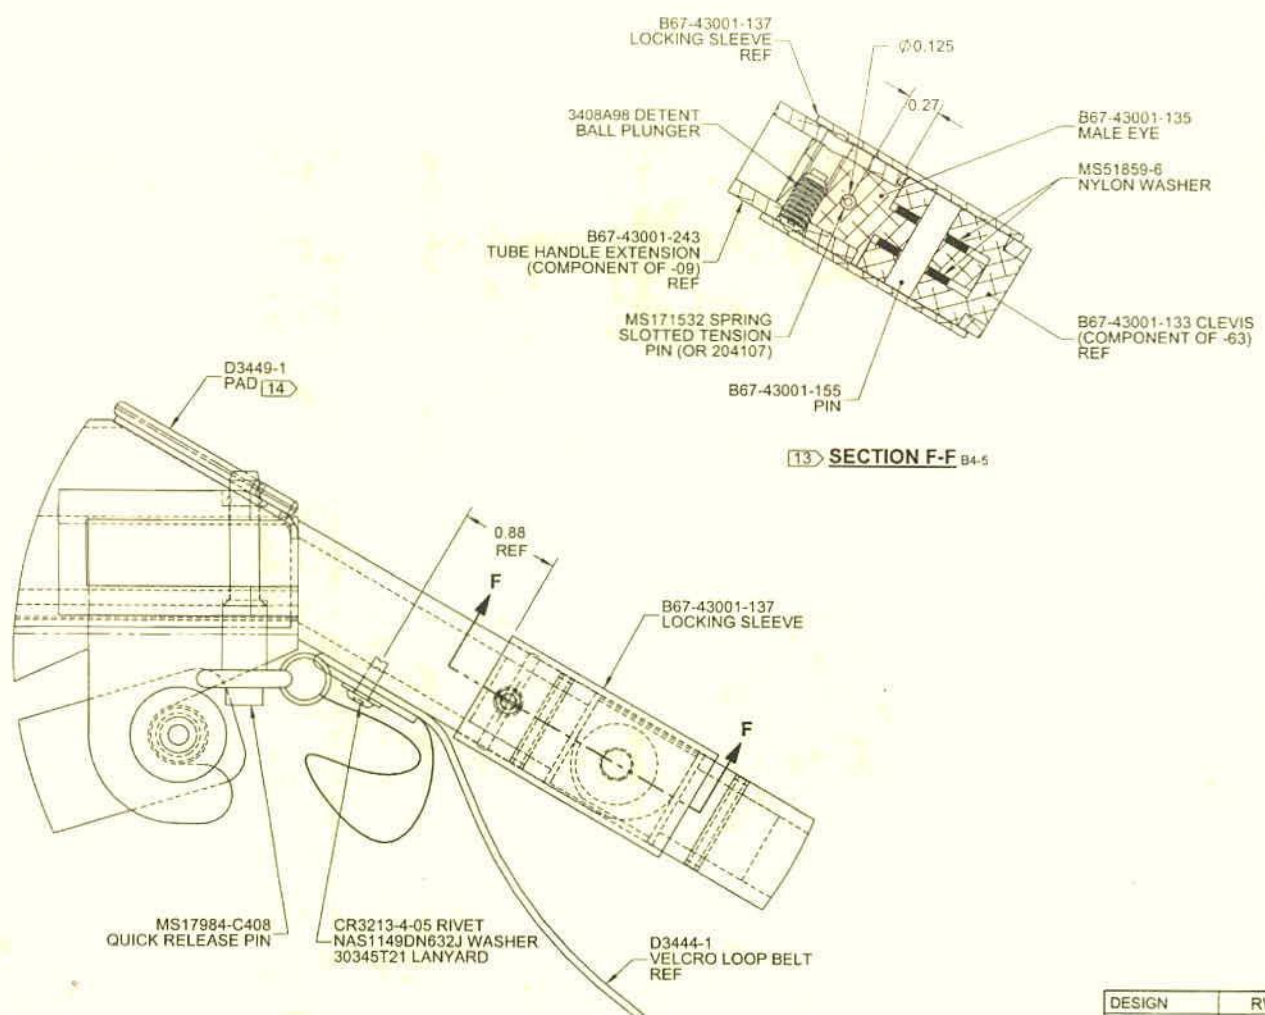 B67-43001-137
LOCKING SLEEVE
REF
Ø0.125
0.27
3408A98 DETENT
BALL PLUNGER
B67-43001-135
MALE EYE
MS51859-6
NYLON WASHER
B67-43001-243
TUBE HANDLE EXTENSION
(COMPONENT OF -09)
REF
MS171532 SPRING
SLOTTED TENSION
PIN (OR 204107)
B67-43001-133 CLEVIS
(COMPONENT OF -63)
REF
B67-43001-155
PIN
13 SECTION F-F B4-5
D3449-1
PAD 14
0.88
REF
F
B67-43001-137
LOCKING SLEEVE
F
MS17984-C408
QUICK RELEASE PIN
CR3213-4-05 RIVET
NAS1149DN632J WASHER
30345T21 LANYARD
D3444-1
VELCRO LOOP BELT
REF
DESIGN